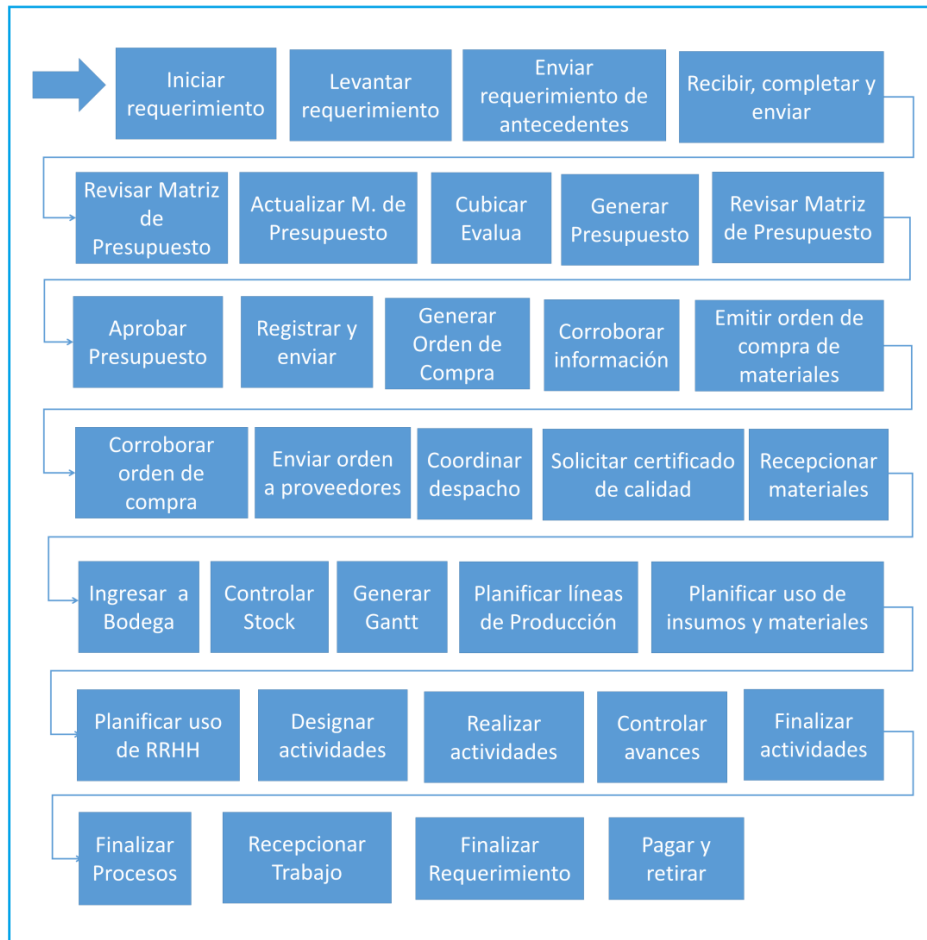 Iniciar
requerimiento
Levantar
requerimiento
Enviar
requerimiento de
antecedentes
Recibir, completar y
enviar
Revisar Matriz
de
Presupuesto
Actualizar M. de
Presupuesto
Cubicar
Evalua
Generar
Presupuesto
Revisar Matriz
de Presupuesto
Aprobar
Presupuesto
Registrar y
enviar
Generar
Orden de
Compra
Corroborar
información
Emitir orden de
compra de
materiales
Corroborar
orden de
compra
Enviar orden
a proveedores
Coordinar
despacho
Solicitar certificado
de calidad
Recepcionar
materiales
Ingresar a
Bodega
Controlar
Stock
Generar
Gantt
Planificar líneas
de Producción
Planificar uso de
insumos y materiales
Planificar uso
de RRHH
Designar
actividades
Realizar
actividades
Controlar
avances
Finalizar
actividades
Finalizar
Procesos
Recepcionar
Trabajo
Finalizar
Requerimiento
Pagar y
retirar